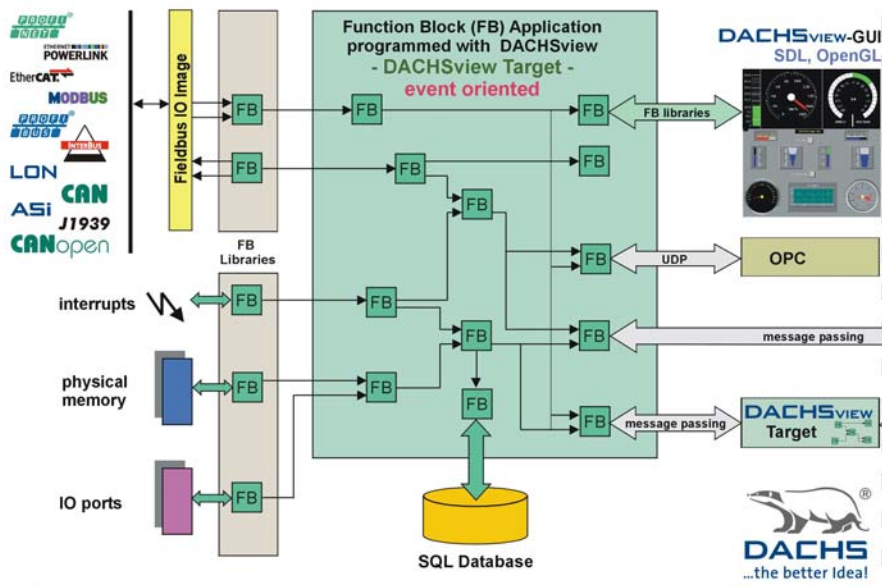 PROFI
NET
ETHERNET
POWERLINK
EtherCAT.
MODBUS
PROFI
BUS
INTERBUS
LON
CAN
ASi
J1939
CANopen
Fieldbus IO Image
FB
FB
FB
Libraries
interrupts
FB
physical
memory
FB
IO ports
FB
Function Block (FB) Application
programmed with DACHSview
- DACHSview Target -
event oriented
FB
FB
FB
FB
FB
FB
FB
FB
FB
FB
FB
FB
SQL Database
FB libraries
UDP
message passing
message passing
DACHSVIEW-GUI
SDL, OpenGL
OPC
DACHSVIEW
Target
®
DACHS
...the better Idea!